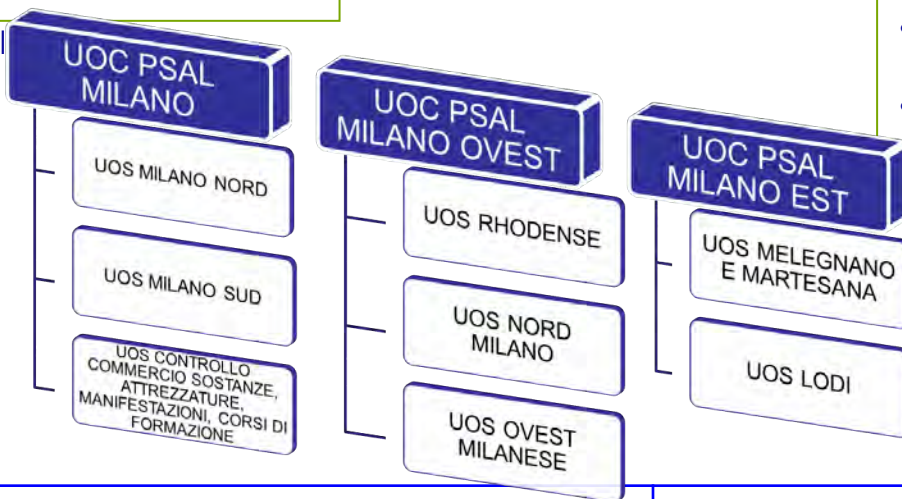 UOC PSAL
MILANO
UOS MILANO NORD
UOS MILANO SUD
UOS CONTROLLO
COMMERCIO SOSTANZE,
ATTREZZATURE,
MANIFESTAZIONI, CORSI DI
FORMAZIONE
UOC PSAL
MILANO OVEST
UOS RHODENSE
UOS NORD
MILANO
UOS OVEST
MILANESE
UOC PSAL
MILANO EST
UOS MELEGNANO
E MARTESANA
UOS LODI